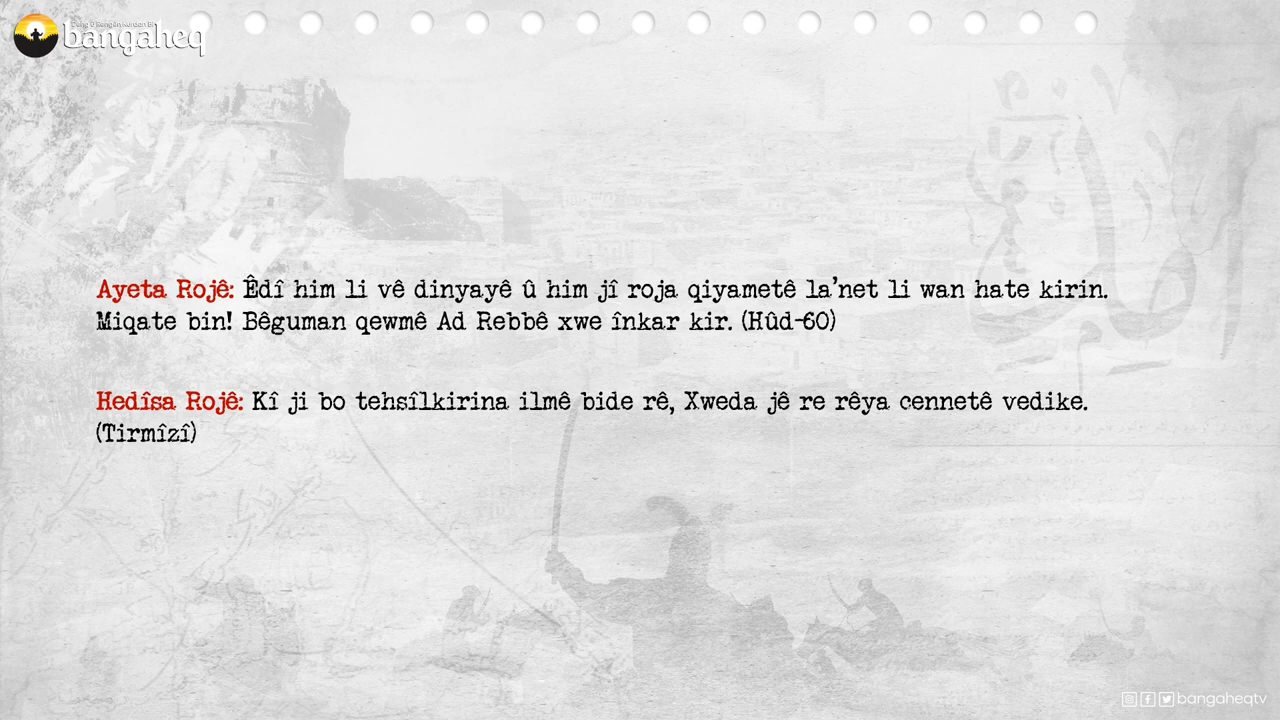 bangaheq
Ayeta Rojê: Êdî him li vê dinyayê û him jî roja qiyametê la'net li wan hate kirin.
Miqate bin! Bêguman qewmê Ad Rebbê xwe înkar kir. (Hûd-60)
Hedîsa Rojê: Kî ji bo tehsîlkirina ilmê bide rê, Xweda jê re rêya cennetê vedike.
(Tirmîzî)
bangaheqtv